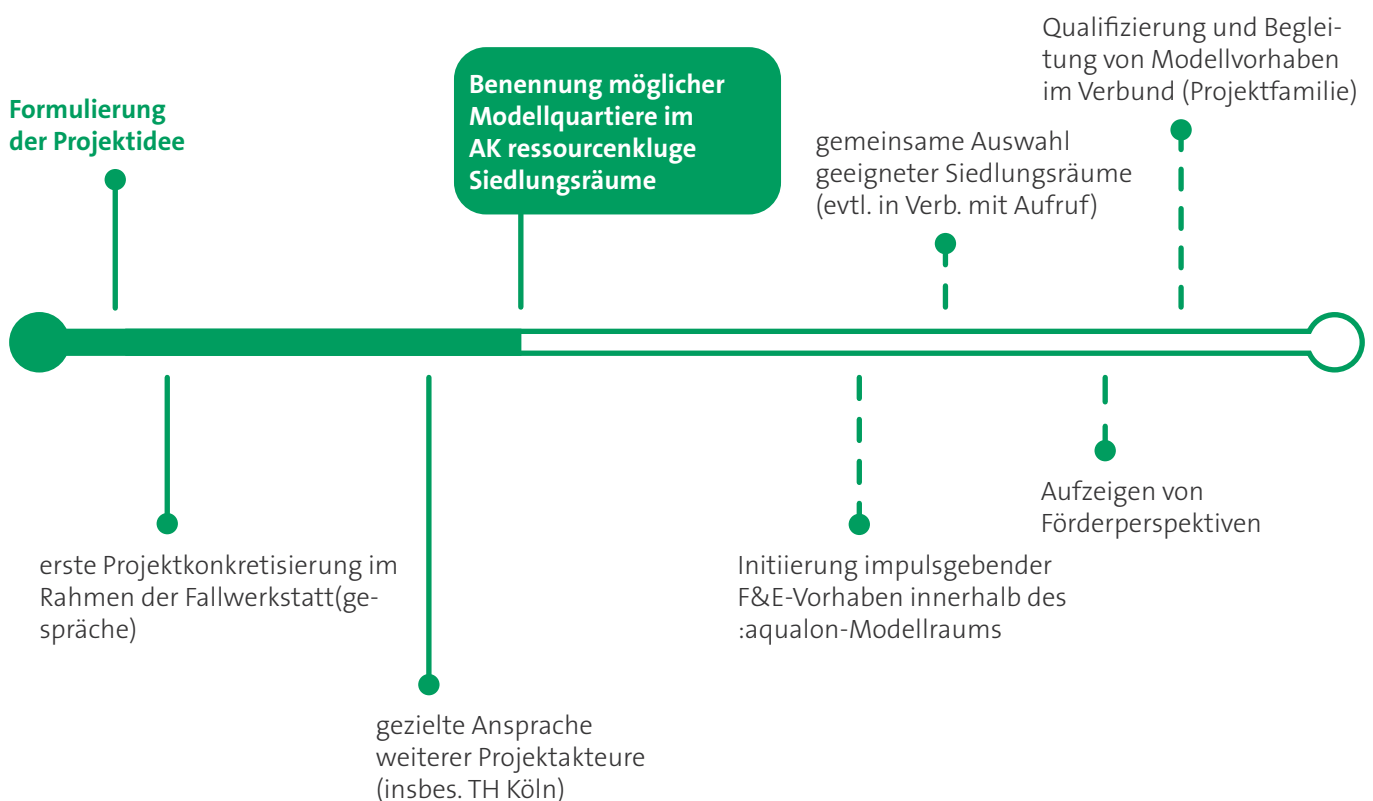 Formulierung
der Projektidee
erste Projektkonkretisierung im
Rahmen der Fallwerkstatt(ge-
spräche)
gezielte Ansprache
weiterer Projektakteure
(insbes. TH Köln)
Benennung möglicher
Modellquartiere im
AK ressourcenkluge
Siedlungsräume
Initiierung impulsgebender
F&E-Vorhaben innerhalb des
:aqualon-Modellraums
gemeinsame Auswahl
geeigneter Siedlungsräume
(evtl. in Verb. mit Aufruf)
Aufzeigen von
Förderperspektiven
Qualifizierung und Beglei-
tung von Modellvorhaben
im Verbund (Projektfamilie)